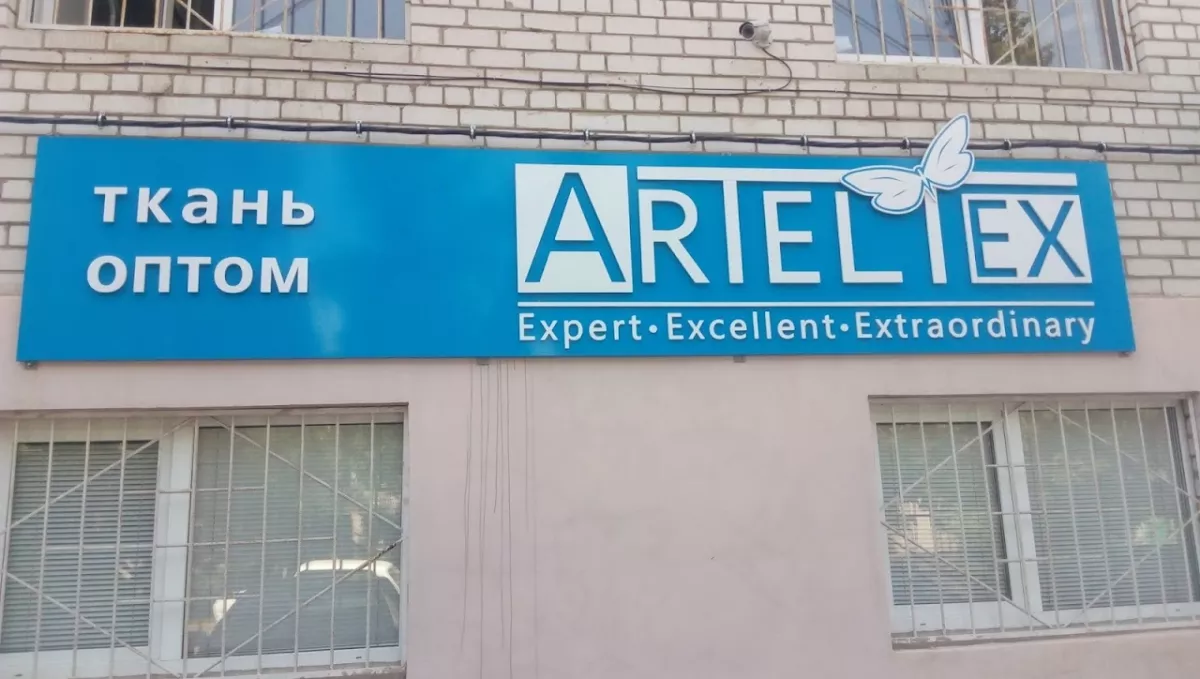 ткань
оптом
ARTELTEX
Expert•Excellent•Extraordinary